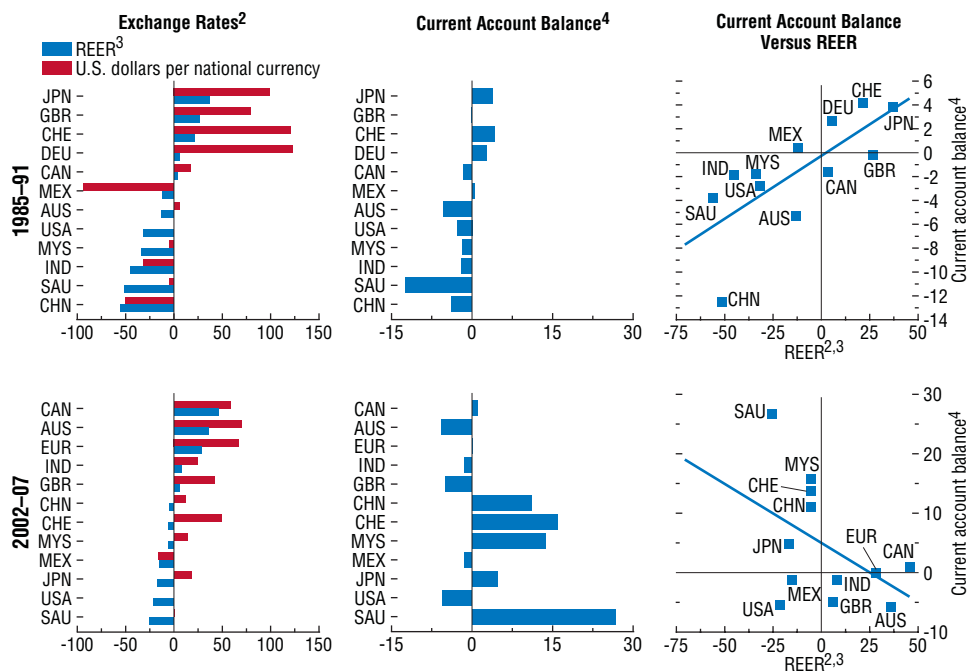 Exchange Rates2
REER3
U.S. dollars per national currency
1985–91
JPN
GBR
CHE
DEU
CAN
MEX
AUS
USA
MYS
IND
SAU
CHN
-100 -50 0 50 100 150
Current Account Balance4
JPN
GBR
CHE
DEU
CAN
MEX
AUS
USA
MYS
IND
SAU
CHN
-15 0 15 30
Current Account Balance
Versus REER
CHE
DEU
JPN
MEX
GBR
IND
MYS
CAN
USA
SAU
AUS
CHN
6
4
2
0
-2
-4
-6
-8
-10
-12
-14
Current account balance4
-75 -50 -25 0 25 50
REER2,3
2002–07
CAN
AUS
EUR
IND
GBR
CHN
CHE
MYS
MEX
JPN
USA
SAU
-100 -50 0 50 100 150
CAN
AUS
EUR
IND
GBR
CHN
CHE
MYS
MEX
JPN
USA
SAU
-15 0 15 30
SAU
MYS
CHE
CHN
JPN
EUR
CAN
MEX
IND
USA
GBR
AUS
30
20
10
0
-10
Current account balance4
-75 -50 -25 0 25 50
REER2,3